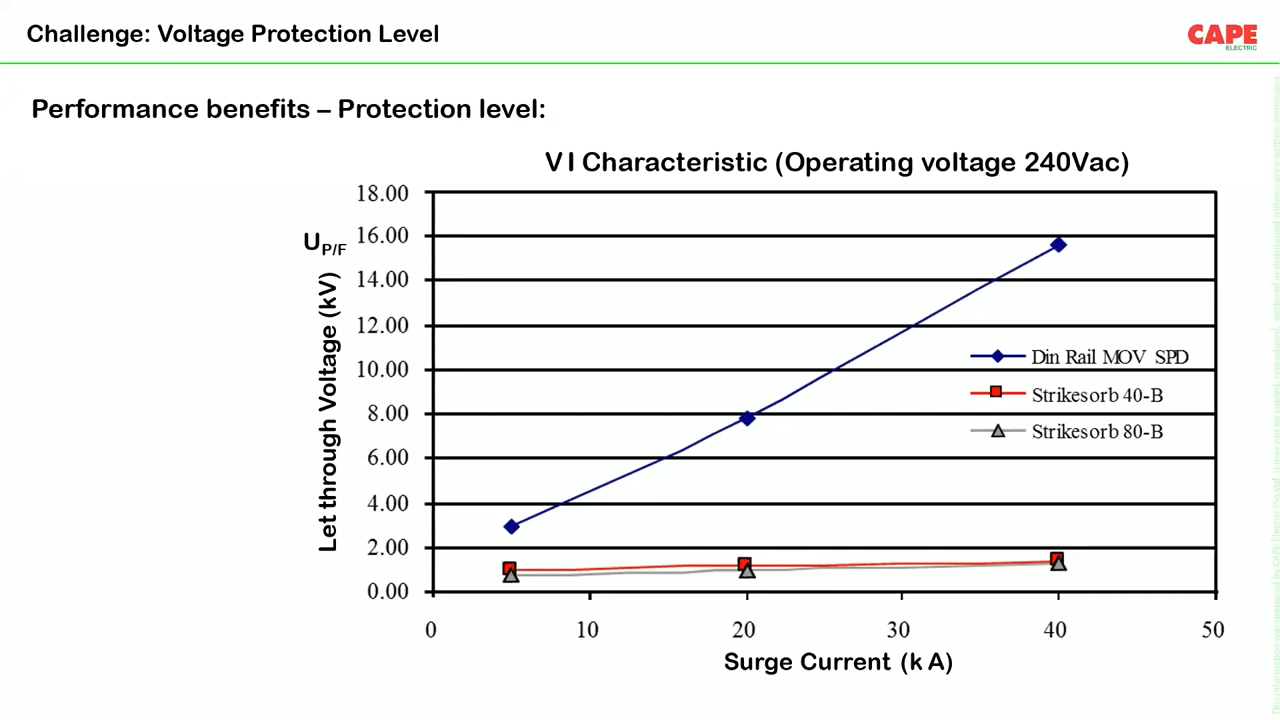 Challenge: Voltage Protection Level
CAPE
ELECTRIC
Performance benefits – Protection level:
V I Characteristic (Operating voltage 240Vac)
18.00
UP/F
16.00
14.00
12.00
10.00
8.00
6.00
4.00
2.00
0.00
Let through Voltage (kV)
Din Rail MOV SPD
Strikesorb 40-B
Strikesorb 80-B
0 10 20 30 40 50
Surge Current (k A)